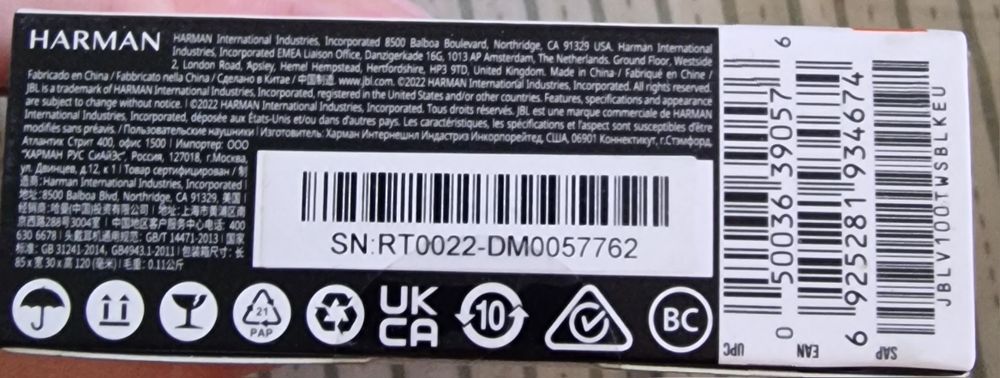 HARMAN
HARMAN International Industries, Incorporated 8500 Balboa Boulevard, Northridge, CA 91329 USA. Harman International
Industries, Incorporated EMEA Liaison Office, Danzigerkade 16G, 1013 AP Amsterdam, The Netherlands. Ground Floor, Westside
2, London Road, Apsley, Hemel Hempstead, Hertfordshire, HP3 9TD, United Kingdom. Made in China / Fabriqué en Chine /
Fabricado en China / Fabbricato nella China / Сделано в Китае / 中国制造. www.jbl.com. ©2022 HARMAN International Industries, Incorporated. All rights reserved.
JBL is a trademark of HARMAN International Industries, Incorporated, registered in the United States and/or other countries. Features, specifications and appearance
are subject to change without notice. | ©2022 HARMAN International Industries, Incorporated. Tous droits réservés. JBL est une marque commerciale de HARMAN
International Industries, Incorporated, déposée aux États-Unis et/ou dans d'autres pays. Les caractéristiques, les spécifications et l'aspect sont susceptibles d'être
modifiés sans préavis. / Пользовательские наушники | Изготовитель: Харман Интернешнл Индастриз Инкорпорейтед, США, 06901 Коннектикут, г.Стэмфорд,
Атлантик Стрит 400, офис 1500 | Импортер: ООО
"ХАРМАН РУС СиАйЭс", Россия, 127018, г.Москва,
ул. Двинцев, д.12, к 1 | Товар сертифицирован / 制
造商: Harman International Industries, Incorporated |
地址: 8500 Balboa Blvd, Northridge, CA 91329, 美国 |
经销商: 哈曼(中国)投资有限公司 | 地址: 上海市黄浦区南
京西路288号3004室 | 中国地区客户服务中心电话: 400
630 6678 | 头戴耳机通用规范: GB/T 14471-2013 | 国家
标准: GB 31241-2014, GB4943.1-2011 | 包装箱尺寸: 长
85 x 宽 30 x 高 120 (毫米) | 毛重: 0.11公斤
SN:RT0022-DM0057762
21
PAP
UK
CA
10
BC
UPC
0 50036 39057 6
EAN
6 925281 934674
SAP
JBLV100TWSBLKEU